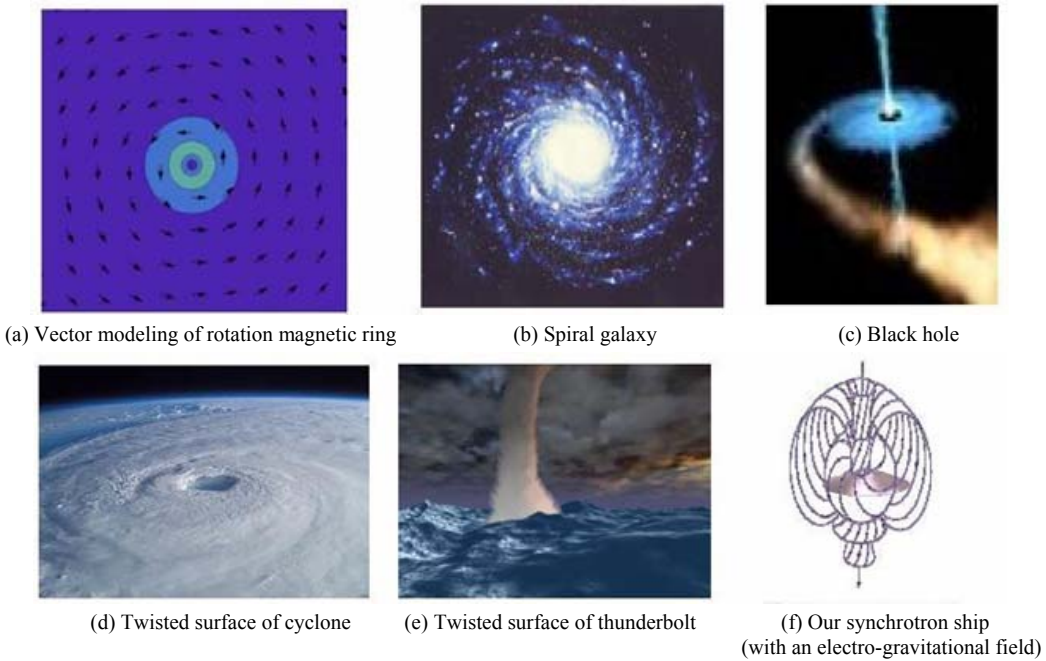 (a) Vector modeling of rotation magnetic ring
(b) Spiral galaxy
(c) Black hole
(d) Twisted surface of cyclone
(e) Twisted surface of thunderbolt
(f) Our synchrotron ship
(with an electro-gravitational field)